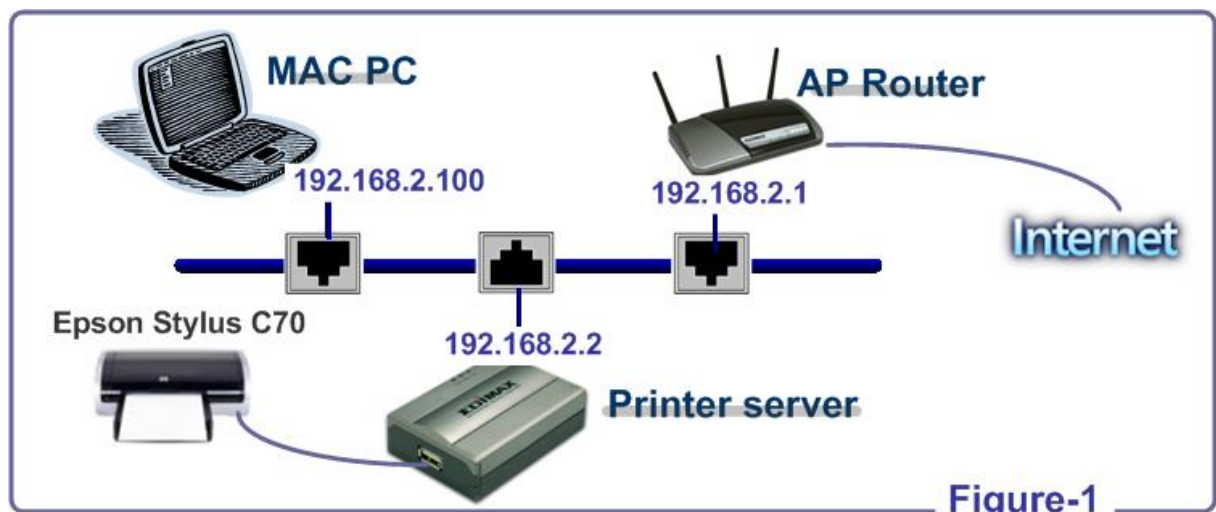 MAC PC
AP Router
192.168.2.100
192.168.2.1
Internet
Epson Stylus C70
192.168.2.2
EDIMAX
Printer server
Figure-1